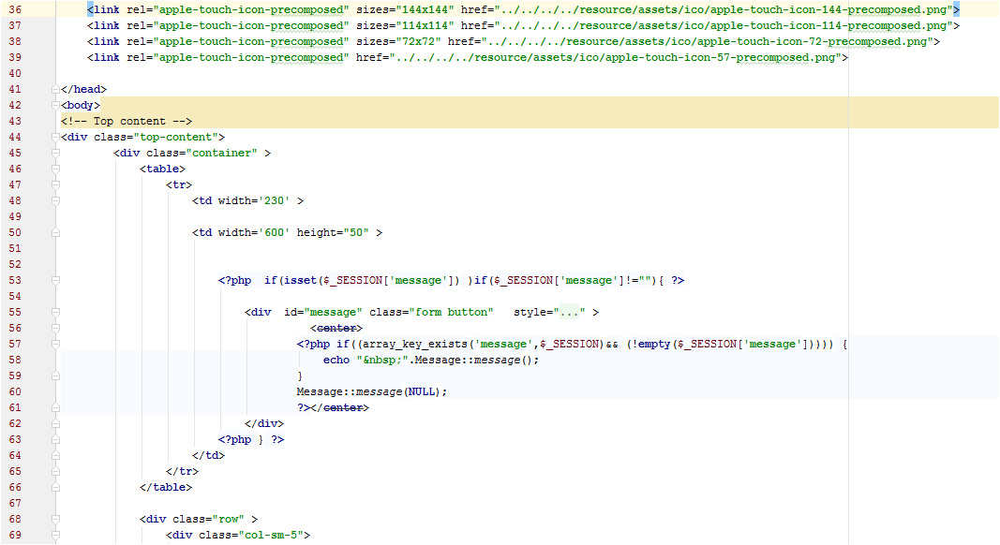 36 <link rel="apple-touch-icon-precomposed" sizes="144x144" href="../../../../resource/assets/ico/apple-touch-icon-144-precomposed.png">
37 <link rel="apple-touch-icon-precomposed" sizes="114x114" href="../../../../resource/assets/ico/apple-touch-icon-114-precomposed.png">
38 <link rel="apple-touch-icon-precomposed" sizes="72x72" href="../../../../resource/assets/ico/apple-touch-icon-72-precomposed.png">
39 <link rel="apple-touch-icon-precomposed" href="../../../../resource/assets/ico/apple-touch-icon-57-precomposed.png">
40
41 </head>
42 <body>
43 <!-- Top content -->
44 <div class="top-content">
45 <div class="container" >
46 <table>
47 <tr>
48 <td width='230' >
49
50 <td width='600' height="50" >
51
52
53 <?php  if(isset($_SESSION['message']) )if($_SESSION['message']!=""){ ?>
54
55 <div  id="message" class="form button"   style="..." >
56 <center>
57 <?php if((array_key_exists('message',$_SESSION)&& (!empty($_SESSION['message'])))) {
58 echo "&nbsp;".Message::message();
59 }
60 Message::message(NULL);
61 ?></center>
62 </div>
63 <?php } ?>
64 </td>
65 </tr>
66 </table>
67
68 <div class="row" >
69 <div class="col-sm-5">